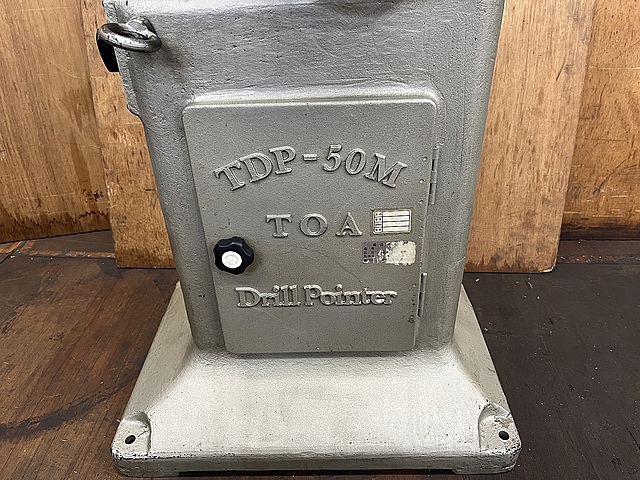 TDP-50M
TOA
Drill Pointer